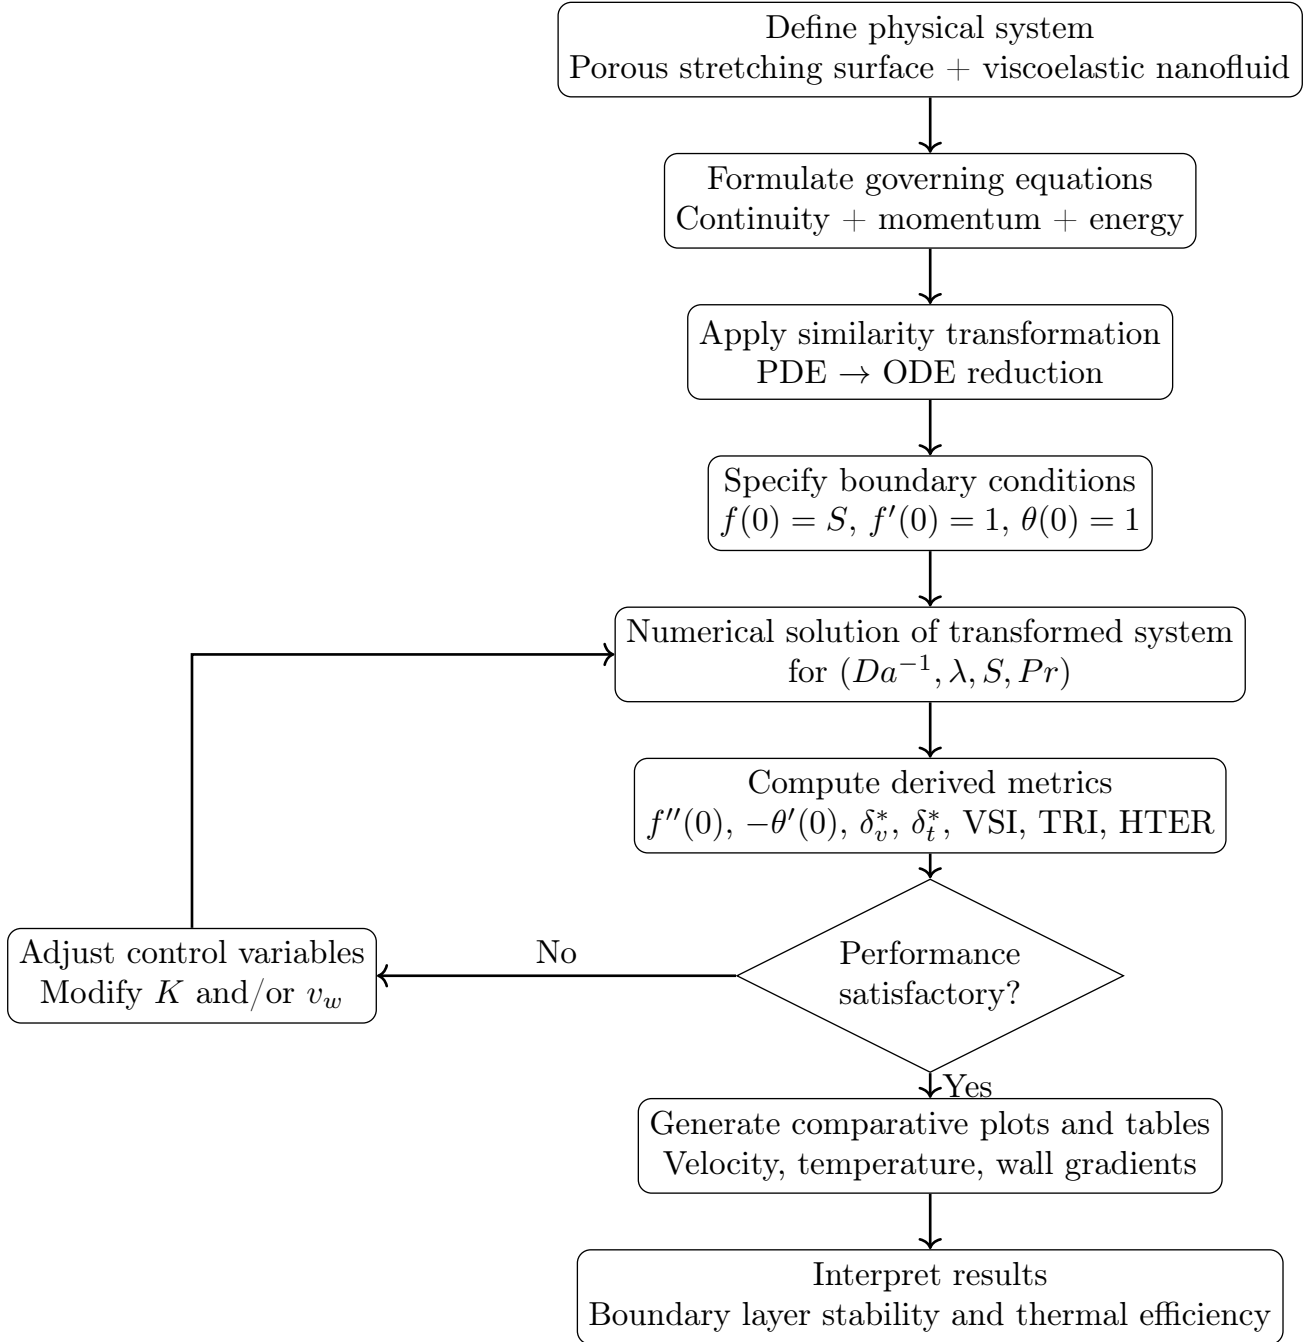 Define physical system
Porous stretching surface + viscoelastic nanofluid
Formulate governing equations
Continuity + momentum + energy
Apply similarity transformation
PDE → ODE reduction
Specify boundary conditions
f(0) = S, f′(0) = 1, θ(0) = 1
Numerical solution of transformed system
for (Da⁻¹, λ, S, Pr)
Compute derived metrics
f′′(0), −θ′(0), δ*ᵥ, δ*ₜ, VSI, TRI, HTER
Performance
satisfactory?
No
Adjust control variables
Modify K and/or v_w
Yes
Generate comparative plots and tables
Velocity, temperature, wall gradients
Interpret results
Boundary layer stability and thermal efficiency